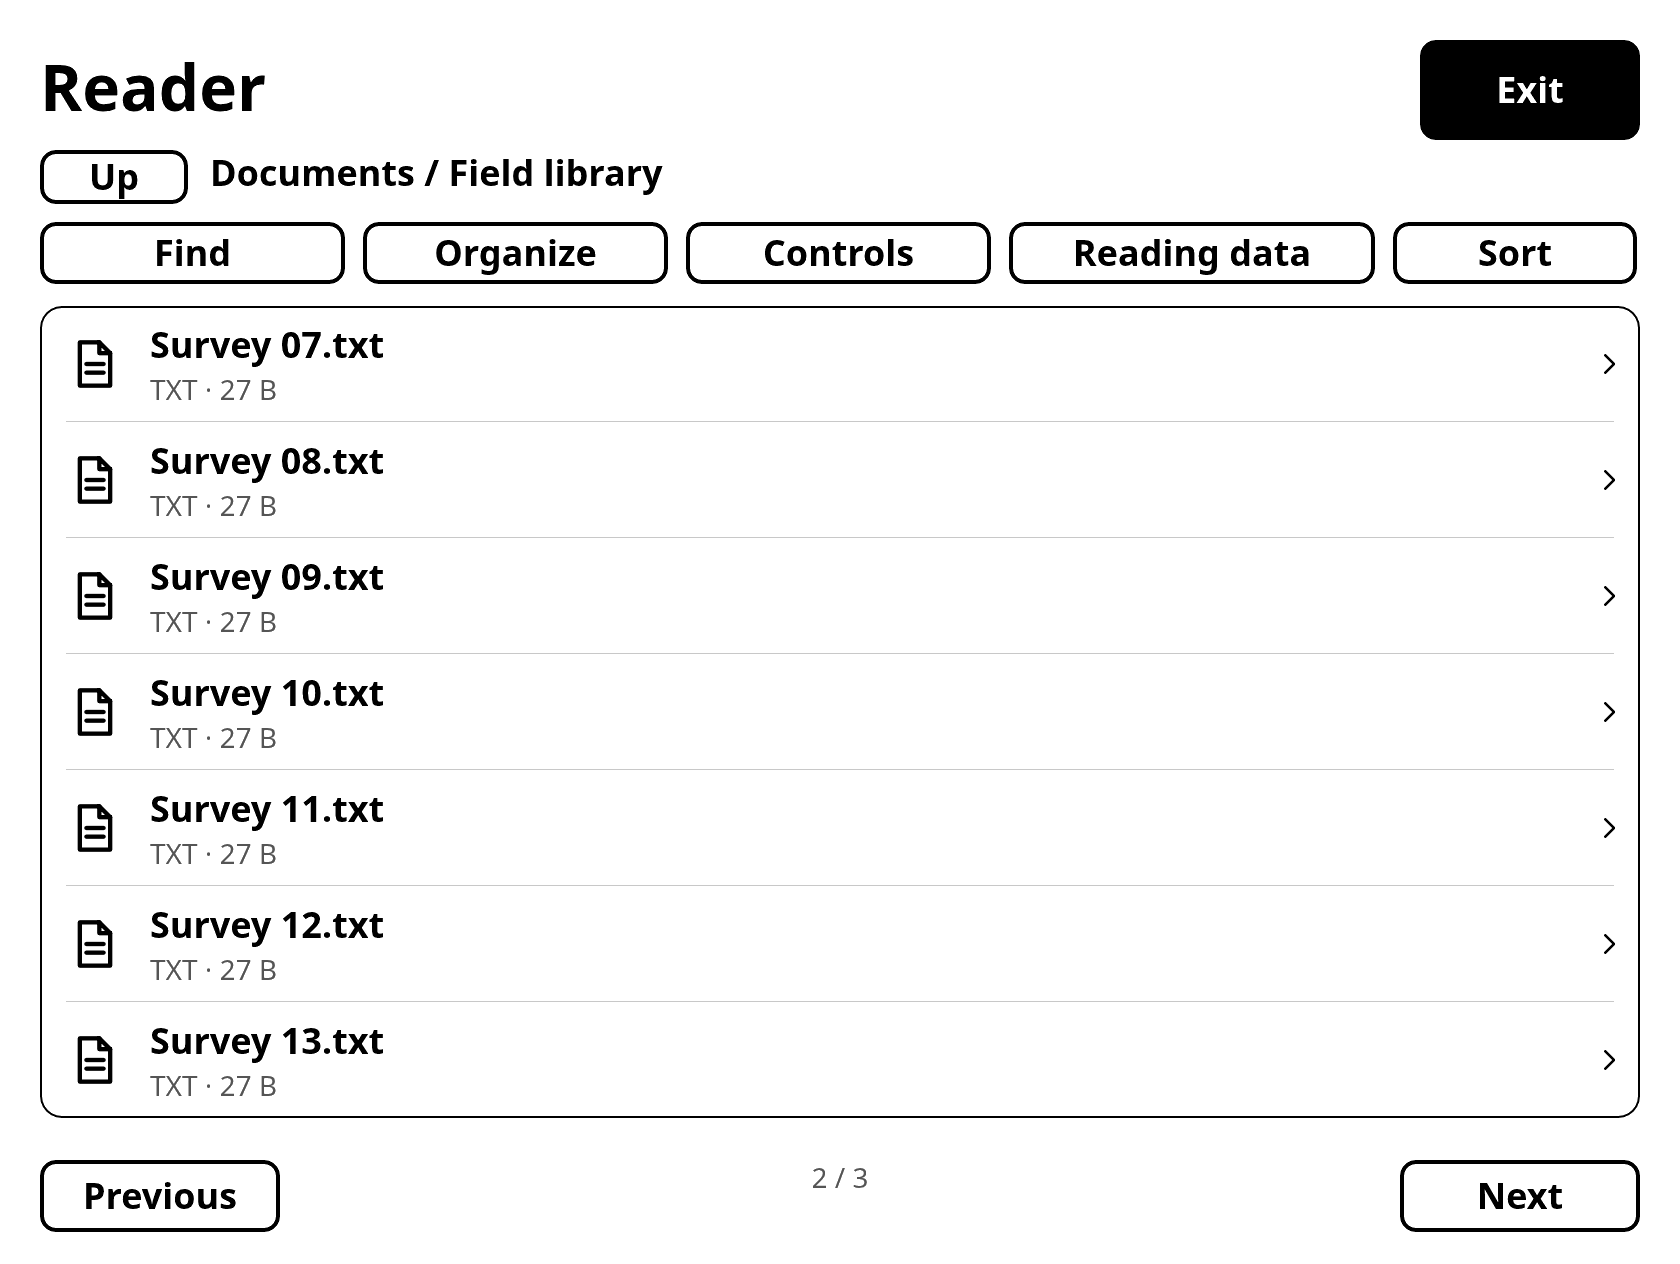 Reader
Exit
Up
Documents / Field library
Find
Organize
Controls
Reading data
Sort
Survey 07.txt
TXT · 27 B
Survey 08.txt
TXT · 27 B
Survey 09.txt
TXT · 27 B
Survey 10.txt
TXT · 27 B
Survey 11.txt
TXT · 27 B
Survey 12.txt
TXT · 27 B
Survey 13.txt
TXT · 27 B
Previous
2 / 3
Next